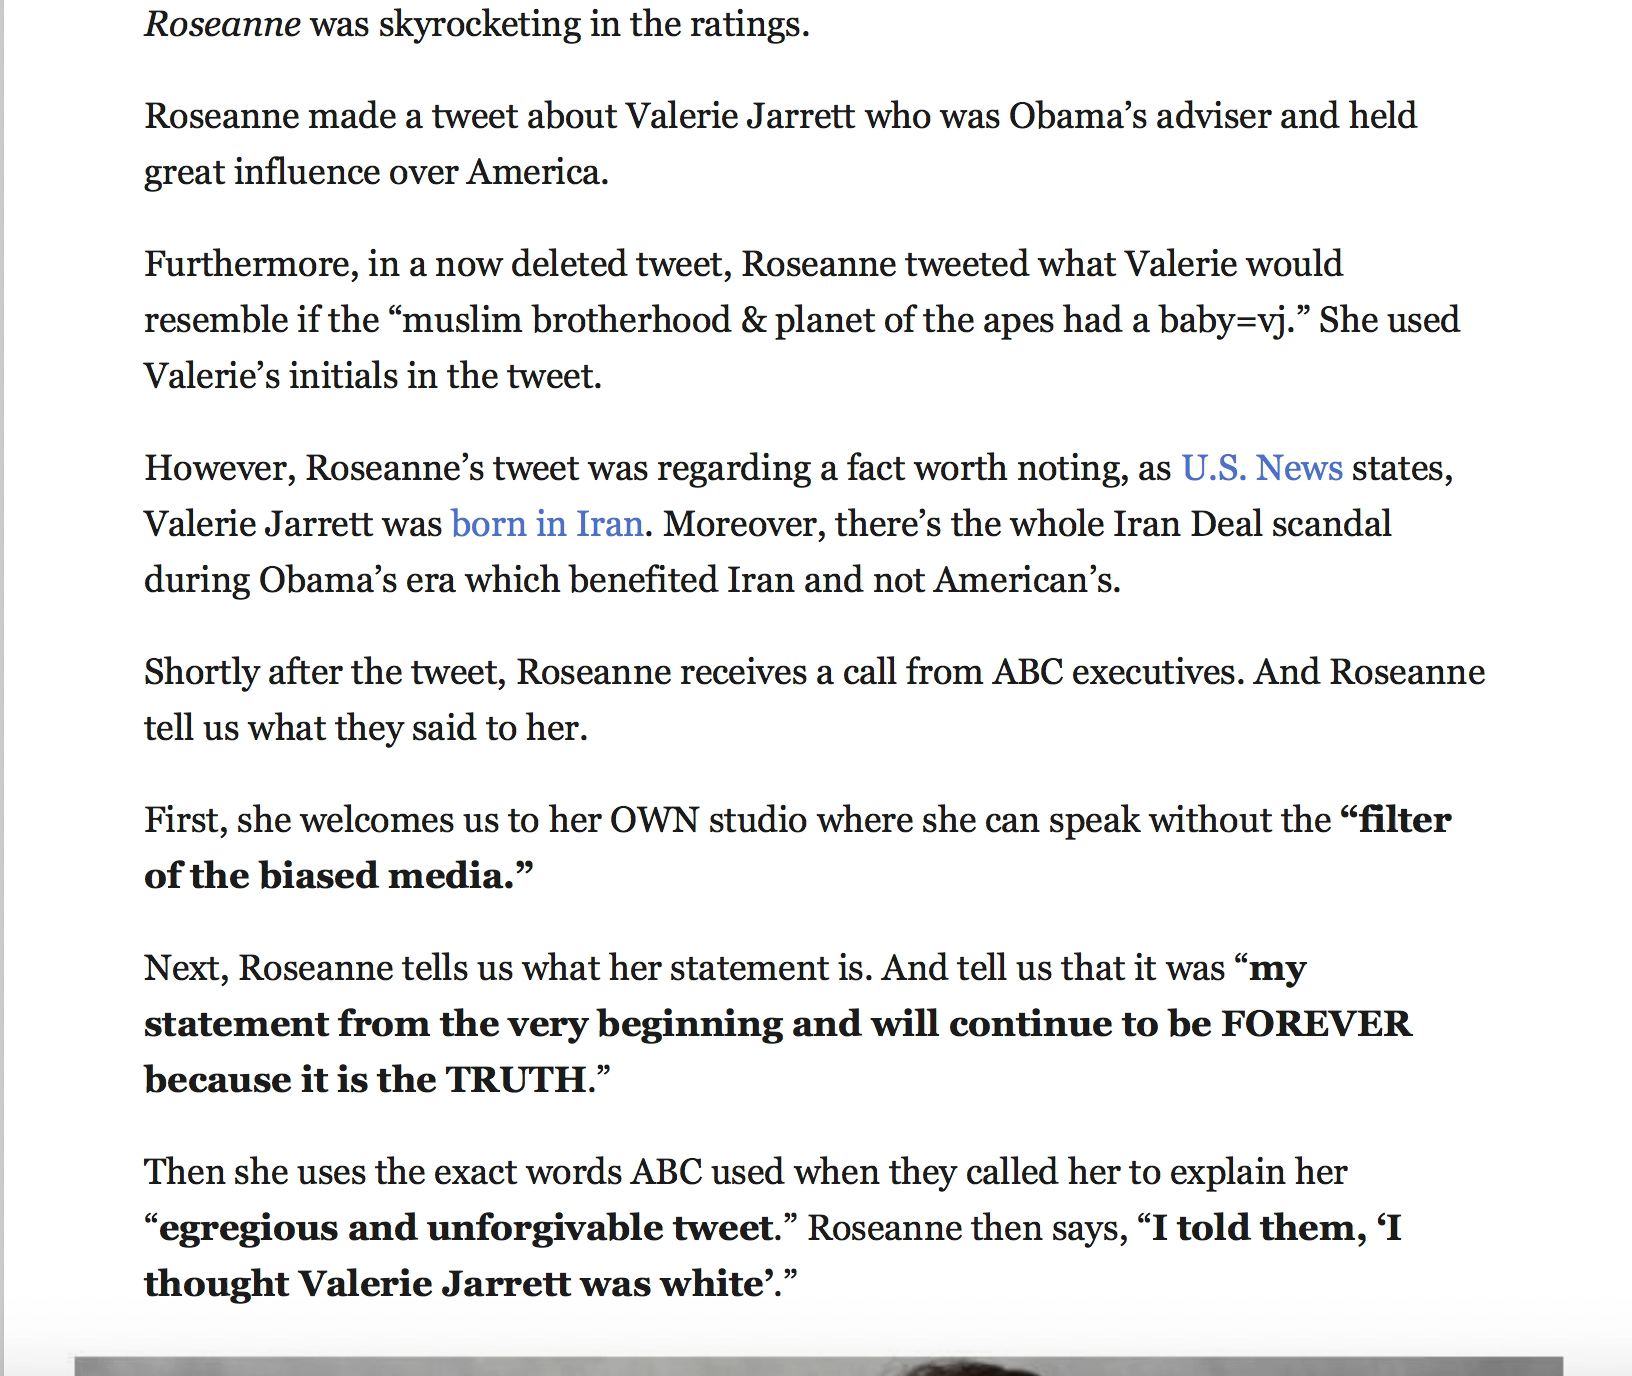 Roseanne was skyrocketing in the ratings.
Roseanne made a tweet about Valerie Jarrett who was Obama’s adviser and held
great influence over America.
Furthermore, in a now deleted tweet, Roseanne tweeted what Valerie would
resemble if the “muslim brotherhood & planet of the apes had a baby=vj.” She used
Valerie’s initials in the tweet.
However, Roseanne’s tweet was regarding a fact worth noting, as U.S. News states,
Valerie Jarrett was born in Iran. Moreover, there’s the whole Iran Deal scandal
during Obama’s era which benefited Iran and not American’s.
Shortly after the tweet, Roseanne receives a call from ABC executives. And Roseanne
tell us what they said to her.
First, she welcomes us to her OWN studio where she can speak without the “filter
of the biased media.”
Next, Roseanne tells us what her statement is. And tell us that it was “my
statement from the very beginning and will continue to be FOREVER
because it is the TRUTH.”
Then she uses the exact words ABC used when they called her to explain her
“egregious and unforgivable tweet.” Roseanne then says, “I told them, ‘I
thought Valerie Jarrett was white’.”